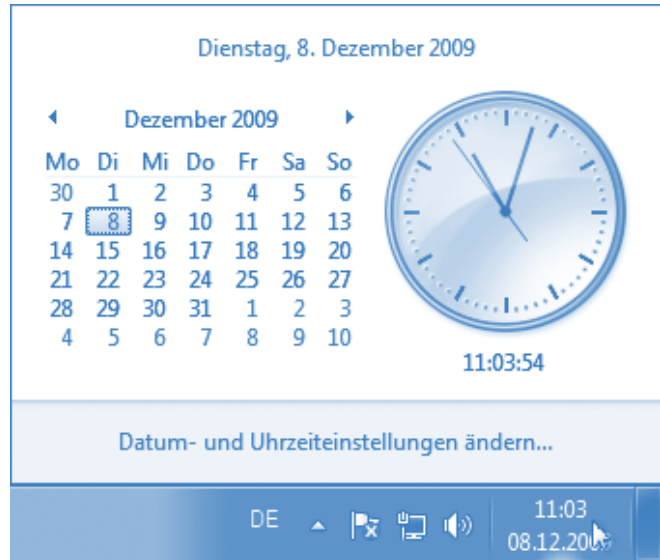 Dienstag, 8. Dezember 2009
Dezember 2009
Mo Di Mi Do Fr Sa So
30 1 2 3 4 5 6
7 8 9 10 11 12 13
14 15 16 17 18 19 20
21 22 23 24 25 26 27
28 29 30 31 1 2 3
4 5 6 7 8 9 10
11:03:54
Datum- und Uhrzeiteinstellungen ändern...
DE
11:03